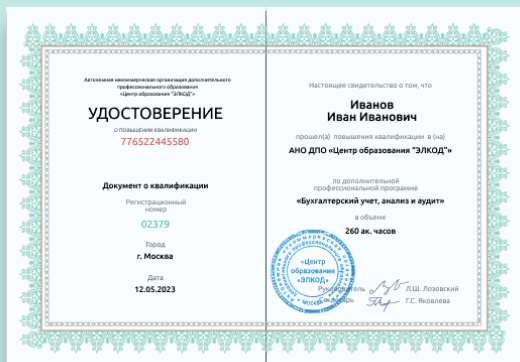 Автономная некоммерческая организация дополнительного
профессионального образования
«Центр образования "ЭЛКОД"»
УДОСТОВЕРЕНИЕ
О ПОВЫШЕНИИ КВАЛИФИКАЦИИ
776522445580
Документ о квалификации
Регистрационный
номер
02379
Город
г. Москва
Дата
12.05.2023
Настоящее свидетельство о том, что
Иванов
Иван Иванович
прошел(а) повышения квалификации в (на)
АНО ДПО «Центр образования "ЭЛКОД"»
по дополнительной
профессиональной программе
«Бухгалтерский учет, анализ и аудит»
в объеме
260 ак. часов
«Центр
образования
«ЭЛКОД»
МОСКВА
Руководитель Л.Ш. Лозовский
Г.С. Яковлева